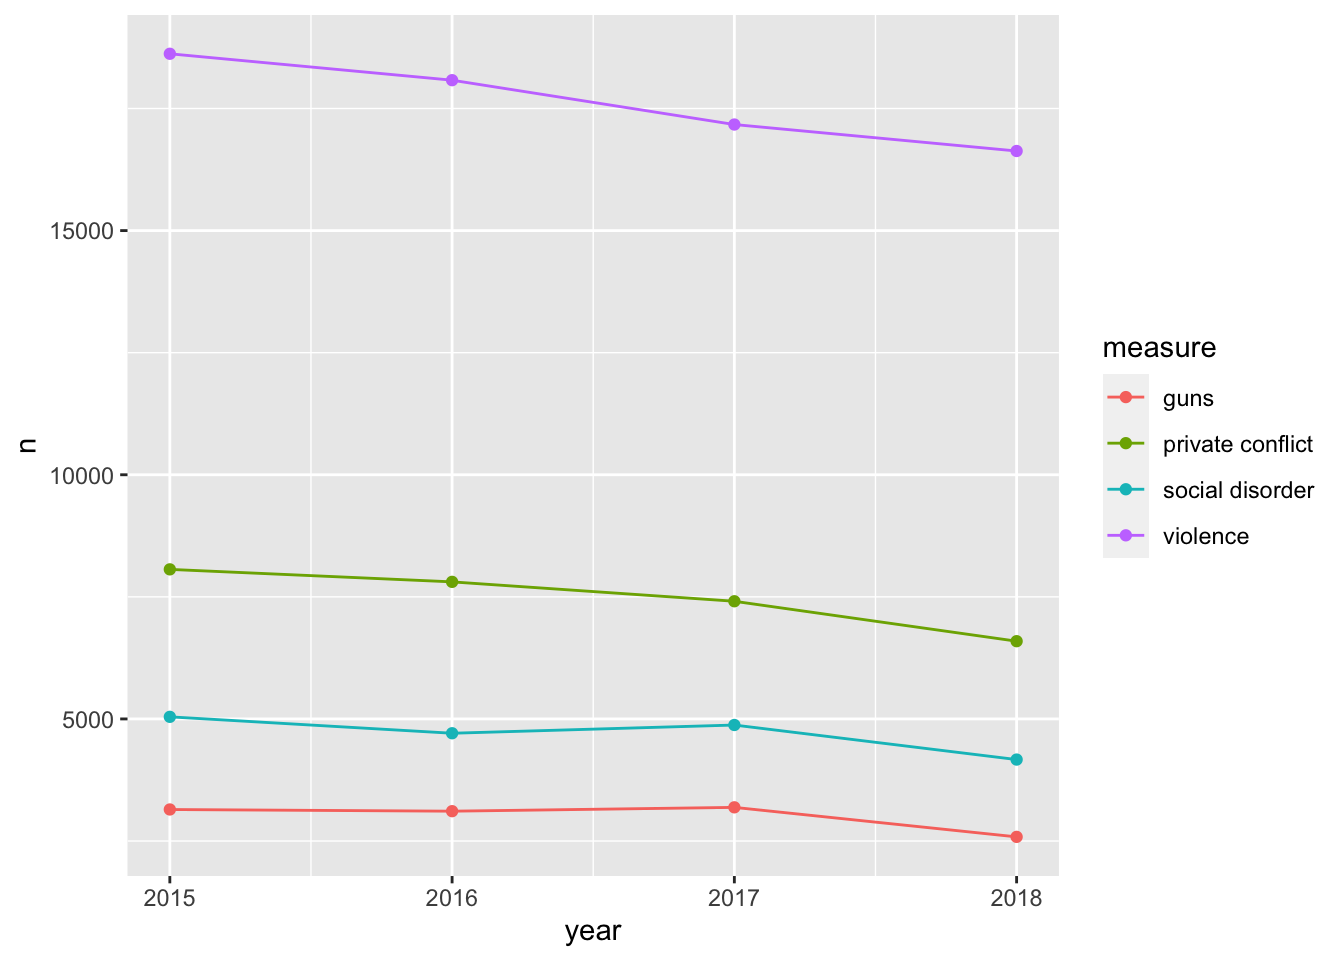 n
15000
10000
5000
2015 2016 2017 2018
year
measure
guns
private conflict
social disorder
violence